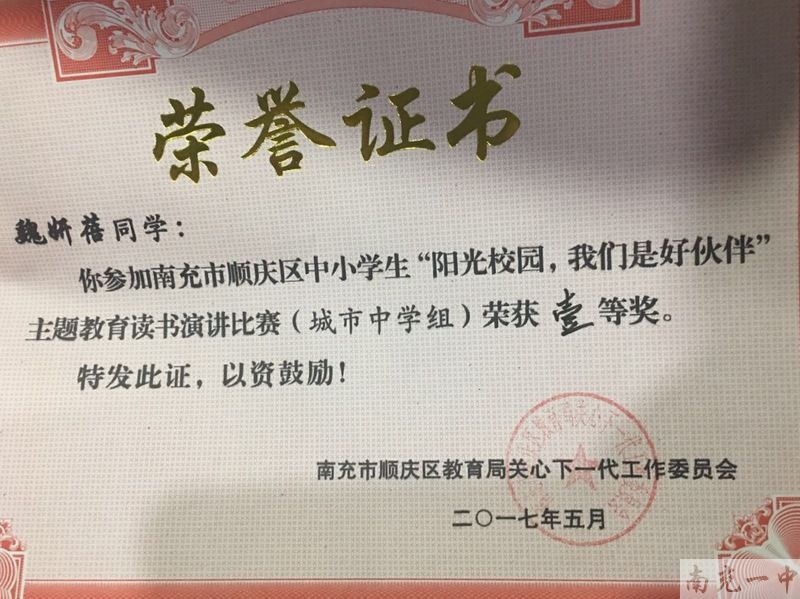 荣誉证书
魏妍蓓同学：
你参加南充市顺庆区中小学生“阳光校园，我们是好伙伴”
主题教育读书演讲比赛（城市中学组）荣获壹等奖。
特发此证，以资鼓励！
南充市顺庆区教育局关心下一代工作委员会
二〇一七年五月
南充一中